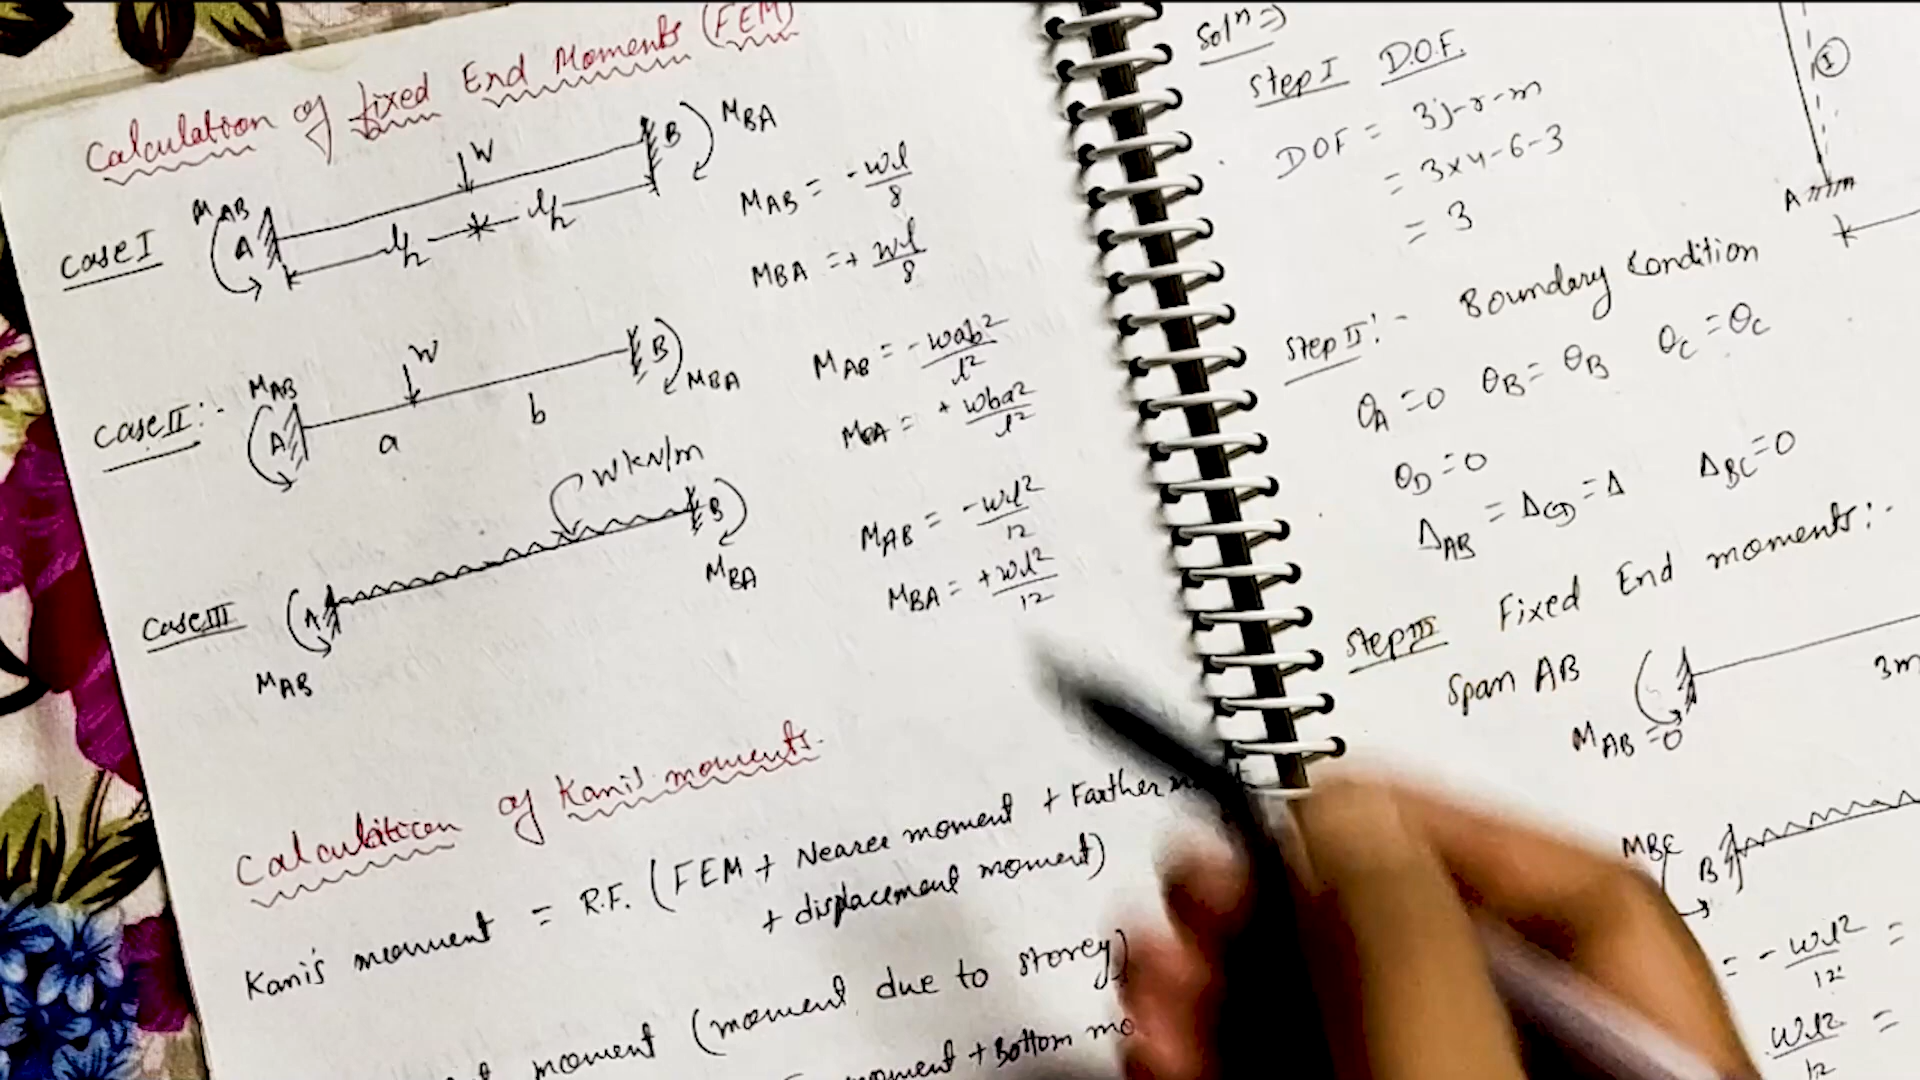 Calculation of fixed End Moments (FEM)
Case I
MAB
A
W
l/2
l/2
B
MBA
MAB = -wl/8
MBA = + wl/8
Case II :-
MAB
A
W
a
b
B
MBA
MAB = -wab²/l²
MBA = + wba²/l²
Case III
A
MAB
W KN/m
B
MBA
MAB = -wl²/12
MBA = +wl²/12
Calculation of Kani's moments.
Kani's moment = R.F. (FEM + Nearer moment + Farther
+ displacement moment)
moment (moment due to storey)
moment + Bottom
Soln ⇒
Step I D.O.F.
DOF = 3j-r-m
= 3x4-6-3
= 3
Step II :- Boundary Condition
θA = 0 θB = θB θC = θC
θD = 0
ΔAB = ΔCD = Δ ΔBC = 0
Step III Fixed End moments :-
Span AB
MAB = 0
3m
MBC
B
= -wl²/12 =
wl²/12 =
I
A